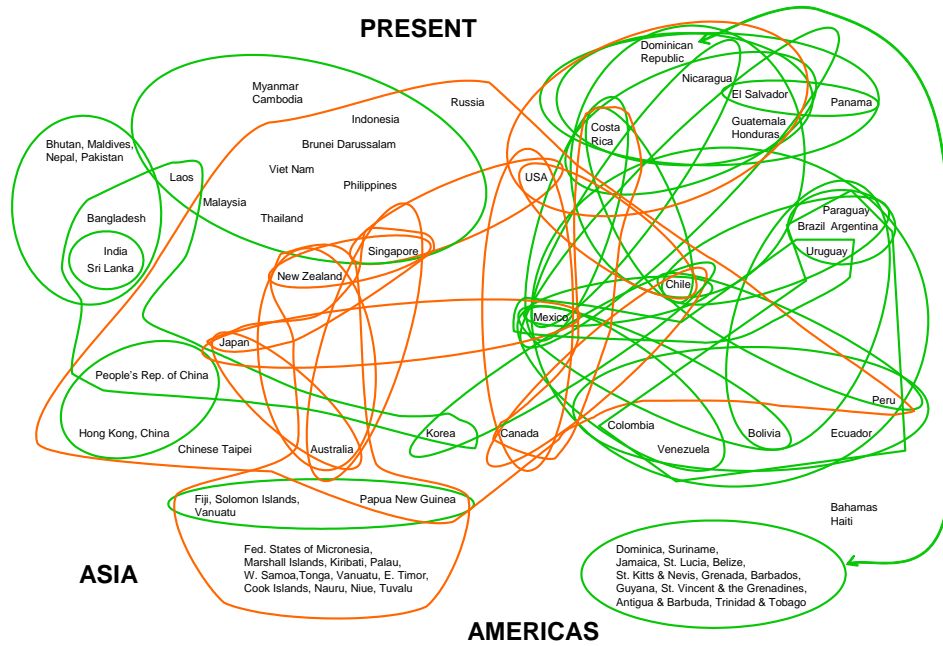 PRESENT
Dominican
Republic
Nicaragua
El Salvador
Panama
Guatemala
Honduras
Costa
Rica
Myanmar
Cambodia
Russia
Indonesia
Brunei Darussalam
Viet Nam
Philippines
Thailand
Bhutan, Maldives,
Nepal, Pakistan
Laos
Malaysia
Bangladesh
India
Sri Lanka
USA
Paraguay
Brazil Argentina
Uruguay
Singapore
New Zealand
Chile
Mexico
Japan
People's Rep. of China
Peru
Hong Kong, China
Chinese Taipei
Australia
Korea
Canada
Colombia
Venezuela
Bolivia
Ecuador
Fiji, Solomon Islands,
Vanuatu
Papua New Guinea
Bahamas
Haiti
Fed. States of Micronesia,
Marshall Islands, Kiribati, Palau,
W. Samoa,Tonga, Vanuatu, E. Timor,
Cook Islands, Nauru, Niue, Tuvalu
Dominica, Suriname,
Jamaica, St. Lucia, Belize,
St. Kitts & Nevis, Grenada, Barbados,
Guyana, St. Vincent & the Grenadines,
Antigua & Barbuda, Trinidad & Tobago
ASIA
AMERICAS